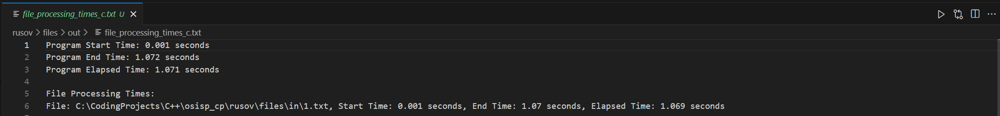 file_processing_times_c.txt U
rusov > files > out > file_processing_times_c.txt
1 Program Start Time: 0.001 seconds
2 Program End Time: 1.072 seconds
3 Program Elapsed Time: 1.071 seconds
4
5 File Processing Times:
6 File: C:\CodingProjects\C++\osisp_cp\rusov\files\in\1.txt, Start Time: 0.001 seconds, End Time: 1.07 seconds, Elapsed Time: 1.069 seconds